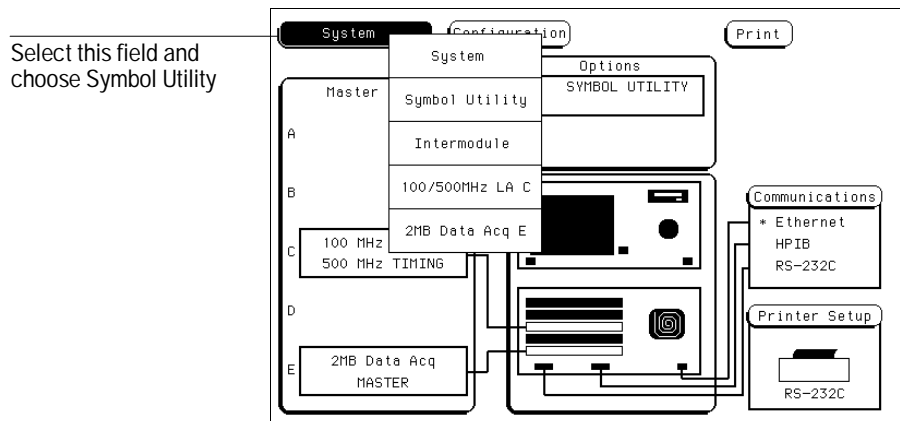 Select this field and
choose Symbol Utility
System
Configuration
Print
System
Symbol Utility
Intermodule
100/500MHz LA C
2MB Data Acq E
Options
SYMBOL UTILITY
Master
A
B
C
D
E
100 MHz
500 MHz TIMING
2MB Data Acq
MASTER
Communications
* Ethernet
HPIB
RS-232C
Printer Setup
RS-232C